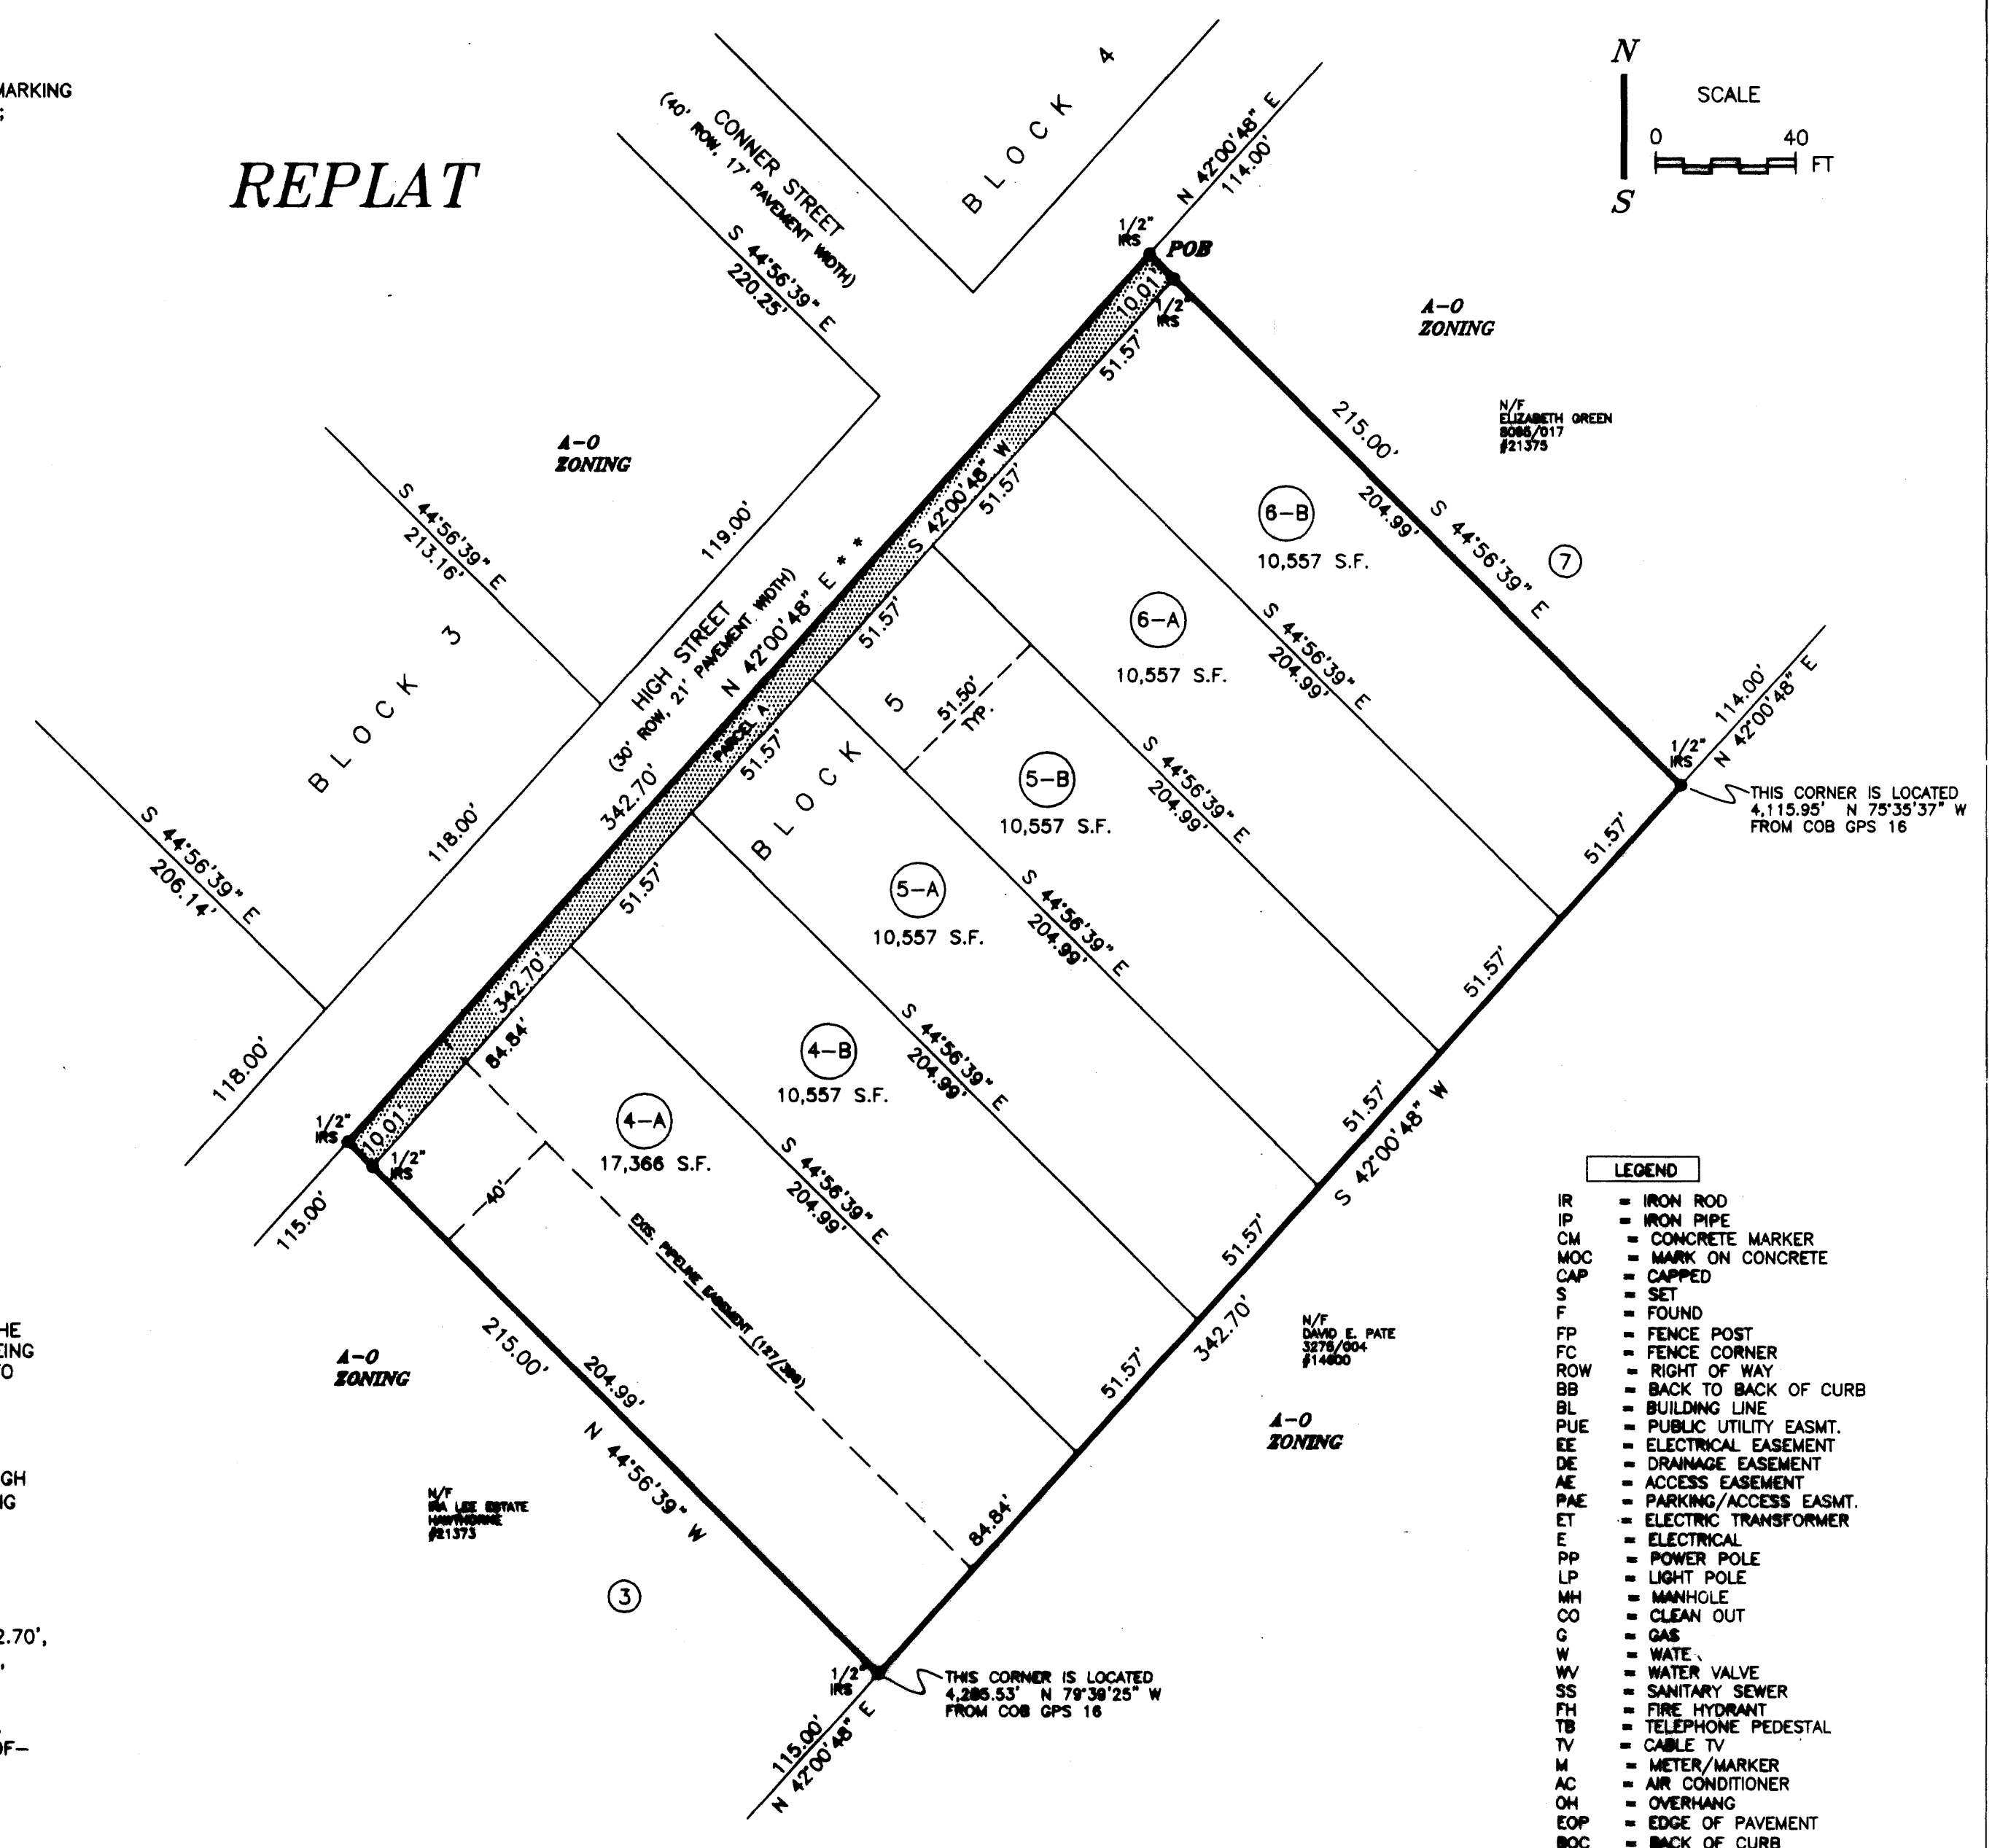 MARKING
REPLAT
N
S
SCALE
0 40
FT
BLOCK 4
CONNER STREET
(40' ROW, 17' PAVEMENT WIDTH)
S 44°56'39" E
220.25'
N 42°00'48" E
114.00'
1/2"
IRS
POB
10.01'
1/2"
IRS
A-O
ZONING
N/F
ELIZABETH GREEN
#21375
215.00'
204.99'
S 44°56'39" E
7
A-O
ZONING
S 44°56'39" E
213.16'
119.00'
BLOCK 3
HIGH STREET
(30' ROW, 21' PAVEMENT WIDTH)
N 42°00'48" E * *
342.70'
PARCEL A
S 42°00'48" W
342.70'
51.57'
51.57'
51.57'
51.57'
51.57'
84.84'
S 44°56'39" E
206.14'
118.00'
118.00'
6-B
10,557 S.F.
S 44°56'39" E
204.99'
6-A
10,557 S.F.
S 44°56'39" E
204.99'
BLOCK 5
51.50'
TYP.
5-B
10,557 S.F.
S 44°56'39" E
204.99'
5-A
10,557 S.F.
S 44°56'39" E
204.99'
4-B
10,557 S.F.
S 44°56'39" E
204.99'
4-A
17,366 S.F.
40'
EXIS. PIPELINE EASEMENT
1/2"
IRS
10.01'
1/2"
IRS
115.00'
114.00'
N 42°00'48" E
1/2"
IRS
THIS CORNER IS LOCATED
4,115.95' N 75°35'37" W
FROM COB GPS 16
51.57'
51.57'
51.57'
S 42°00'48" W
51.57'
342.70'
51.57'
84.84'
N/F
DAVID E. PATE
A-O
ZONING
A-O
ZONING
215.00'
204.99'
N 44°56'39" W
N/F
IRA LEE ESTATE
HAWTHORNE
#21373
3
1/2"
IRS
THIS CORNER IS LOCATED
N 79°39'25" W
FROM COB GPS 16
115.00'
N 42°00'48" E
LEGEND
IR = IRON ROD
IP = IRON PIPE
CM = CONCRETE MARKER
MOC = MARK ON CONCRETE
CAP = CAPPED
S = SET
F = FOUND
FP = FENCE POST
FC = FENCE CORNER
ROW = RIGHT OF WAY
BB = BACK TO BACK OF CURB
BL = BUILDING LINE
PUE = PUBLIC UTILITY EASMT.
EE = ELECTRICAL EASEMENT
DE = DRAINAGE EASEMENT
AE = ACCESS EASEMENT
PAE = PARKING/ACCESS EASMT.
ET = ELECTRIC TRANSFORMER
E = ELECTRICAL
PP = POWER POLE
LP = LIGHT POLE
MH = MANHOLE
CO = CLEAN OUT
G = GAS
W = WATE
WV = WATER VALVE
SS = SANITARY SEWER
FH = FIRE HYDRANT
TB = TELEPHONE PEDESTAL
TV = CABLE TV
M = METER/MARKER
AC = AIR CONDITIONER
OH = OVERHANG
EOP = EDGE OF PAVEMENT
BOC = BACK OF CURB
2.70',